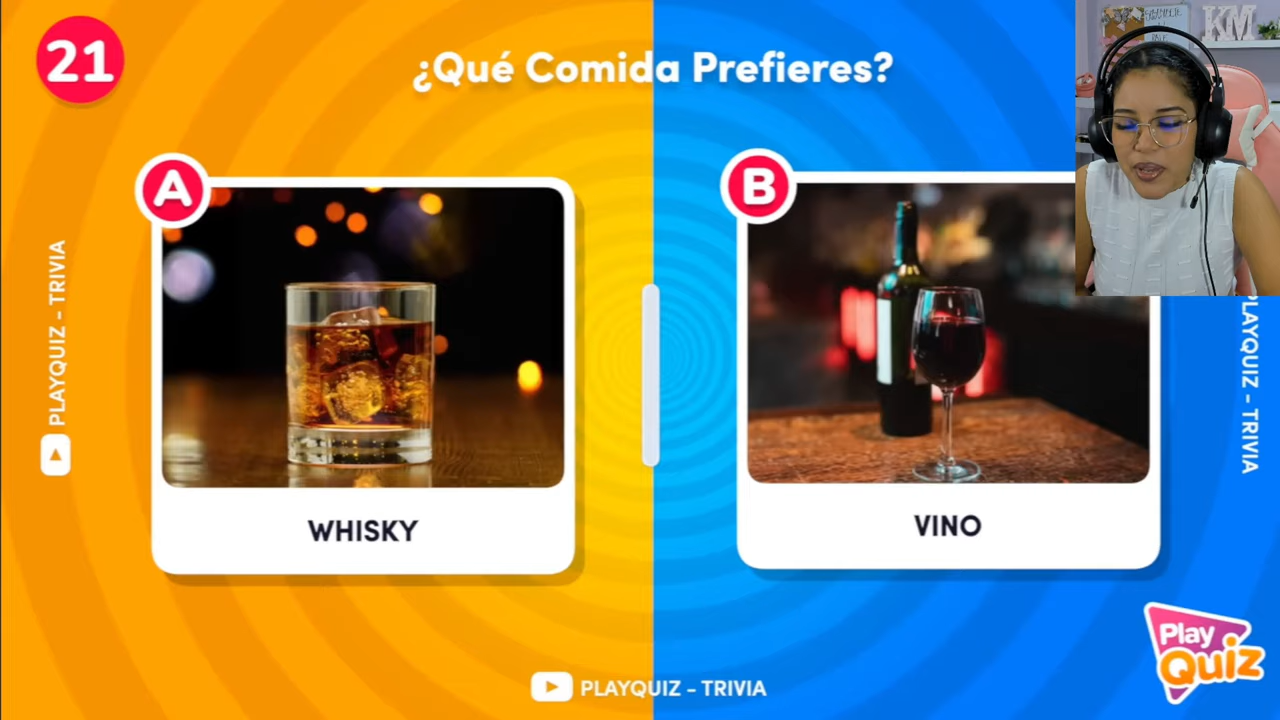 21
¿Qué Comida Prefieres?
KM
A
B
WHISKY
VINO
PLAYQUIZ - TRIVIA
PLAYQUIZ - TRIVIA
PLAYQUIZ - TRIVIA
Play
Quiz